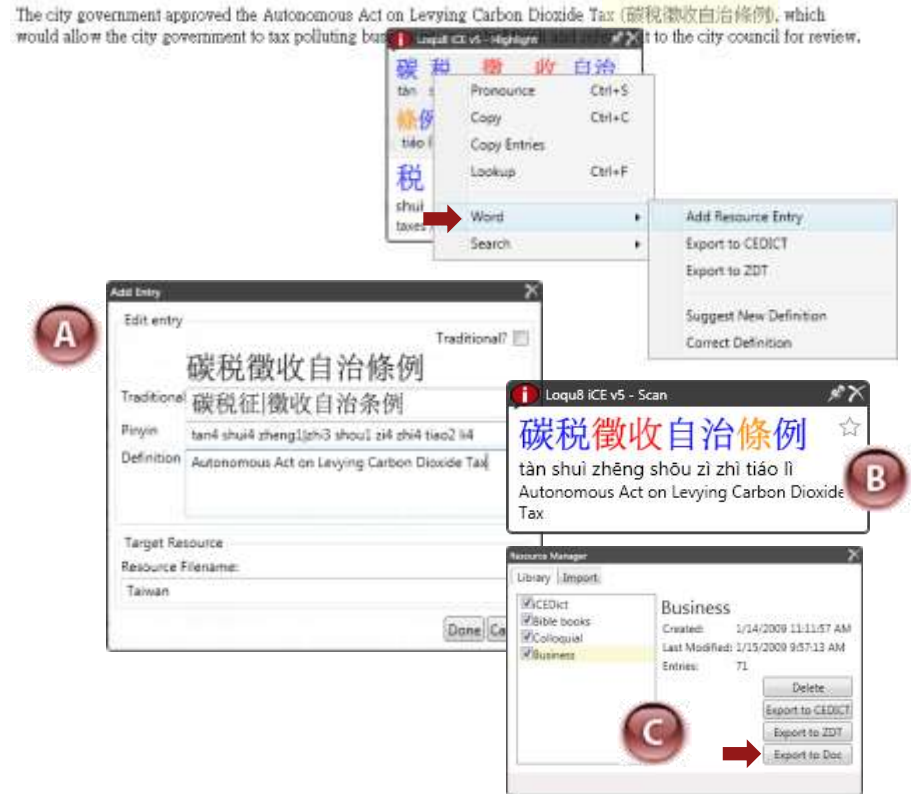 The city government approved the Autonomous Act on Levying Carbon Dioxide Tax (碳稅徵收自治條例), which
would allow the city government to tax polluting bus
t to the city council for review.
Loqu8 iCE v5 - Highlight
碳 税 徵 收 自治
tàn
條例
tiáo l
税
shuì
taxes
Pronounce Ctrl+S
Copy Ctrl+C
Copy Entries
Lookup Ctrl+F
Word
Search
Add Resource Entry
Export to CEDICT
Export to ZDT
Suggest New Definition
Correct Definition
A
Add Entry
Edit entry
Traditional?
碳税徵收自治條例
Traditional 碳税征|徵收自治条例
Pinyin tan4 shui4 zheng1|zhi3 shou1 zi4 zhi4 tiao2 li4
Definition Autonomous Act on Levying Carbon Dioxide Tax
Target Resource
Resource Filename:
Taiwan
Done Ca
Loqu8 iCE v5 - Scan
碳税徵收自治條例
tàn shuì zhēng shōu zì zhì tiáo lì
Autonomous Act on Levying Carbon Dioxide
Tax
B
Resource Manager
Library Import
iCEDict
Bible books
Colloquial
Business
Business
Created: 1/14/2009 11:11:57 AM
Last Modified: 1/15/2009 9:57:13 AM
Entries: 71
Delete
Export to CEDICT
Export to ZDT
Export to Doc
C